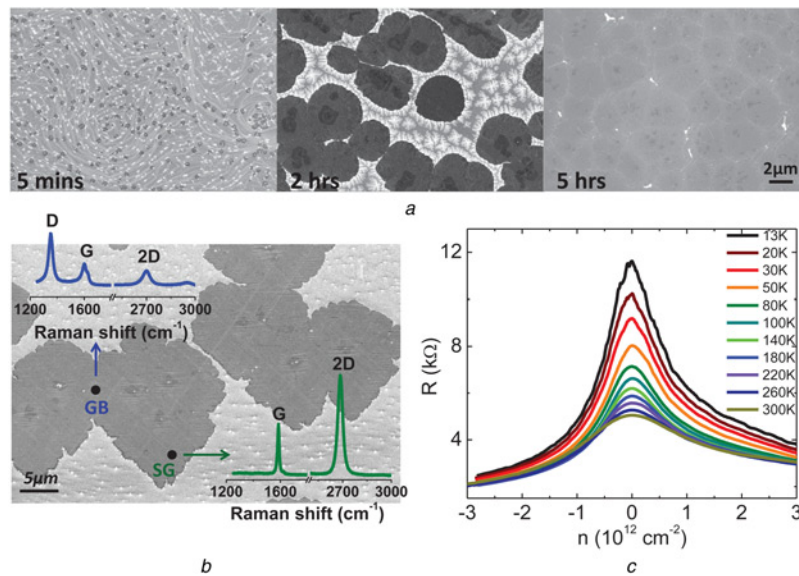 5 mins
2 hrs
5 hrs
2μm
a
D
G
2D
1200 1600 2700 3000
Raman shift (cm-1)
GB
SG
2D
G
1200 1600 2700 3000
Raman shift (cm-1)
5μm
b
12
8
4
R (kΩ)
-3 -2 -1 0 1 2 3
n (10^12 cm-2)
13K
20K
30K
50K
80K
100K
140K
180K
220K
260K
300K
c